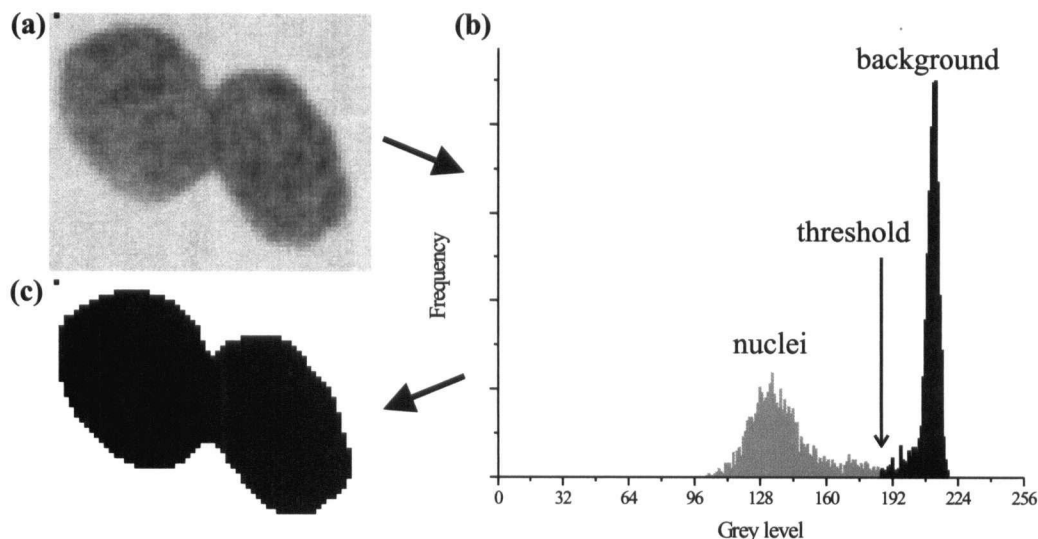 (a)
(b)
background
threshold
(c)
Frequency
nuclei
0 32 64 96 128 160 192 224 256
Grey level